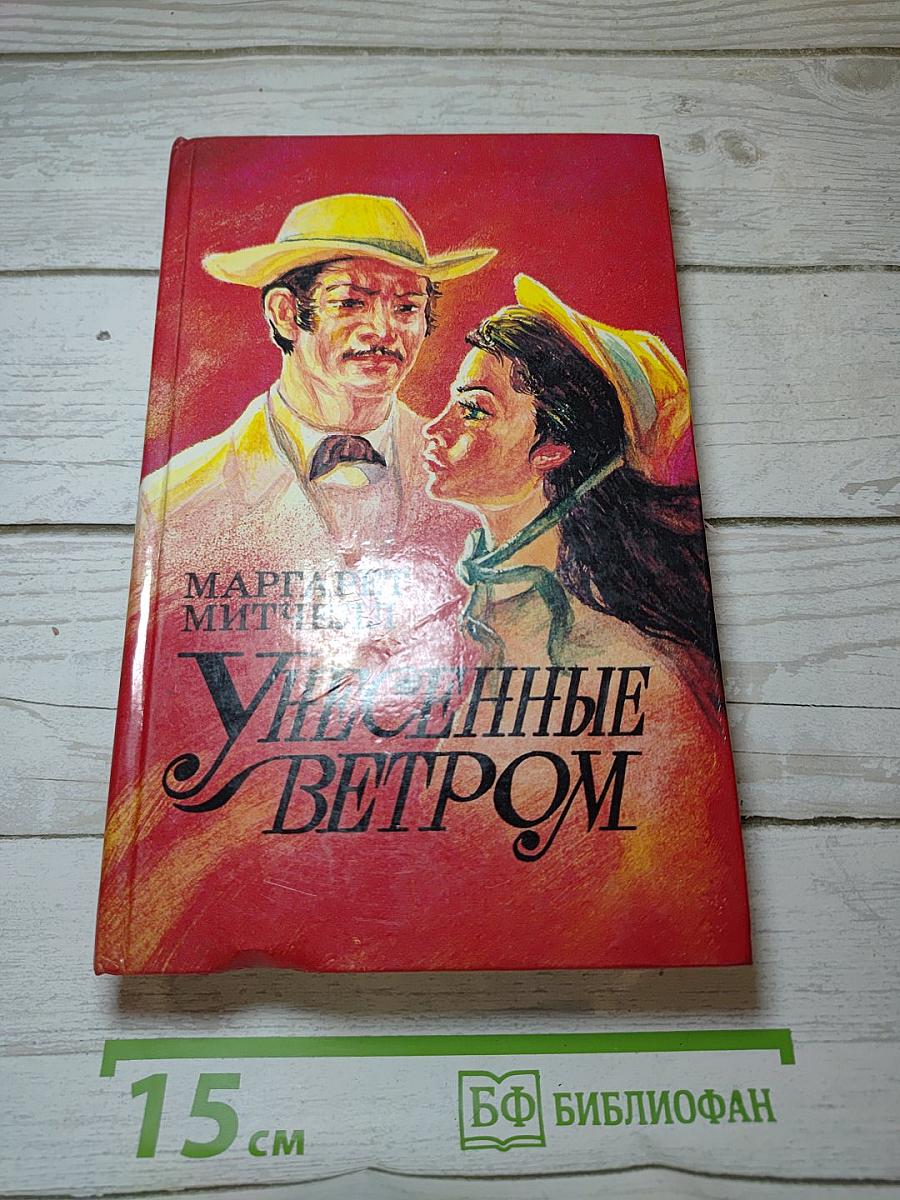 МАРГАРЕТ
МИТЧЕЛЛ
УНЕСЕННЫЕ
ВЕТРОМ
15 см
БФ БИБЛИОФАН